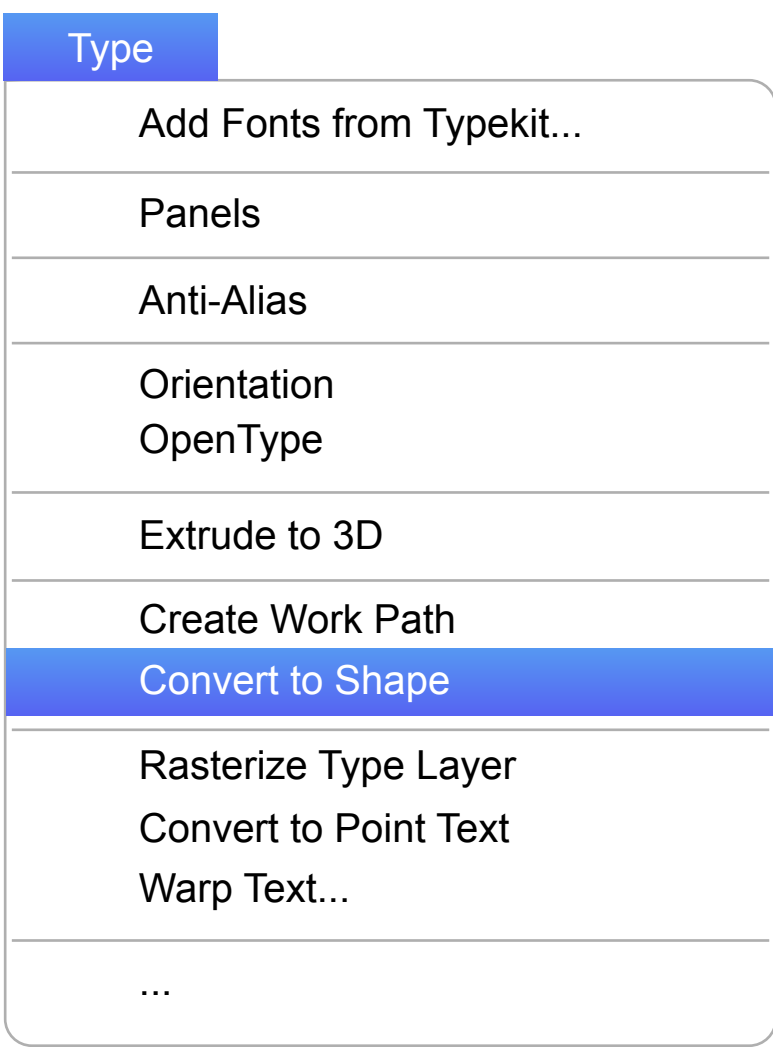 Type
Add Fonts from Typekit...
Panels
Anti-Alias
Orientation
OpenType
Extrude to 3D
Create Work Path
Convert to Shape
Rasterize Type Layer
Convert to Point Text
Warp Text...
...